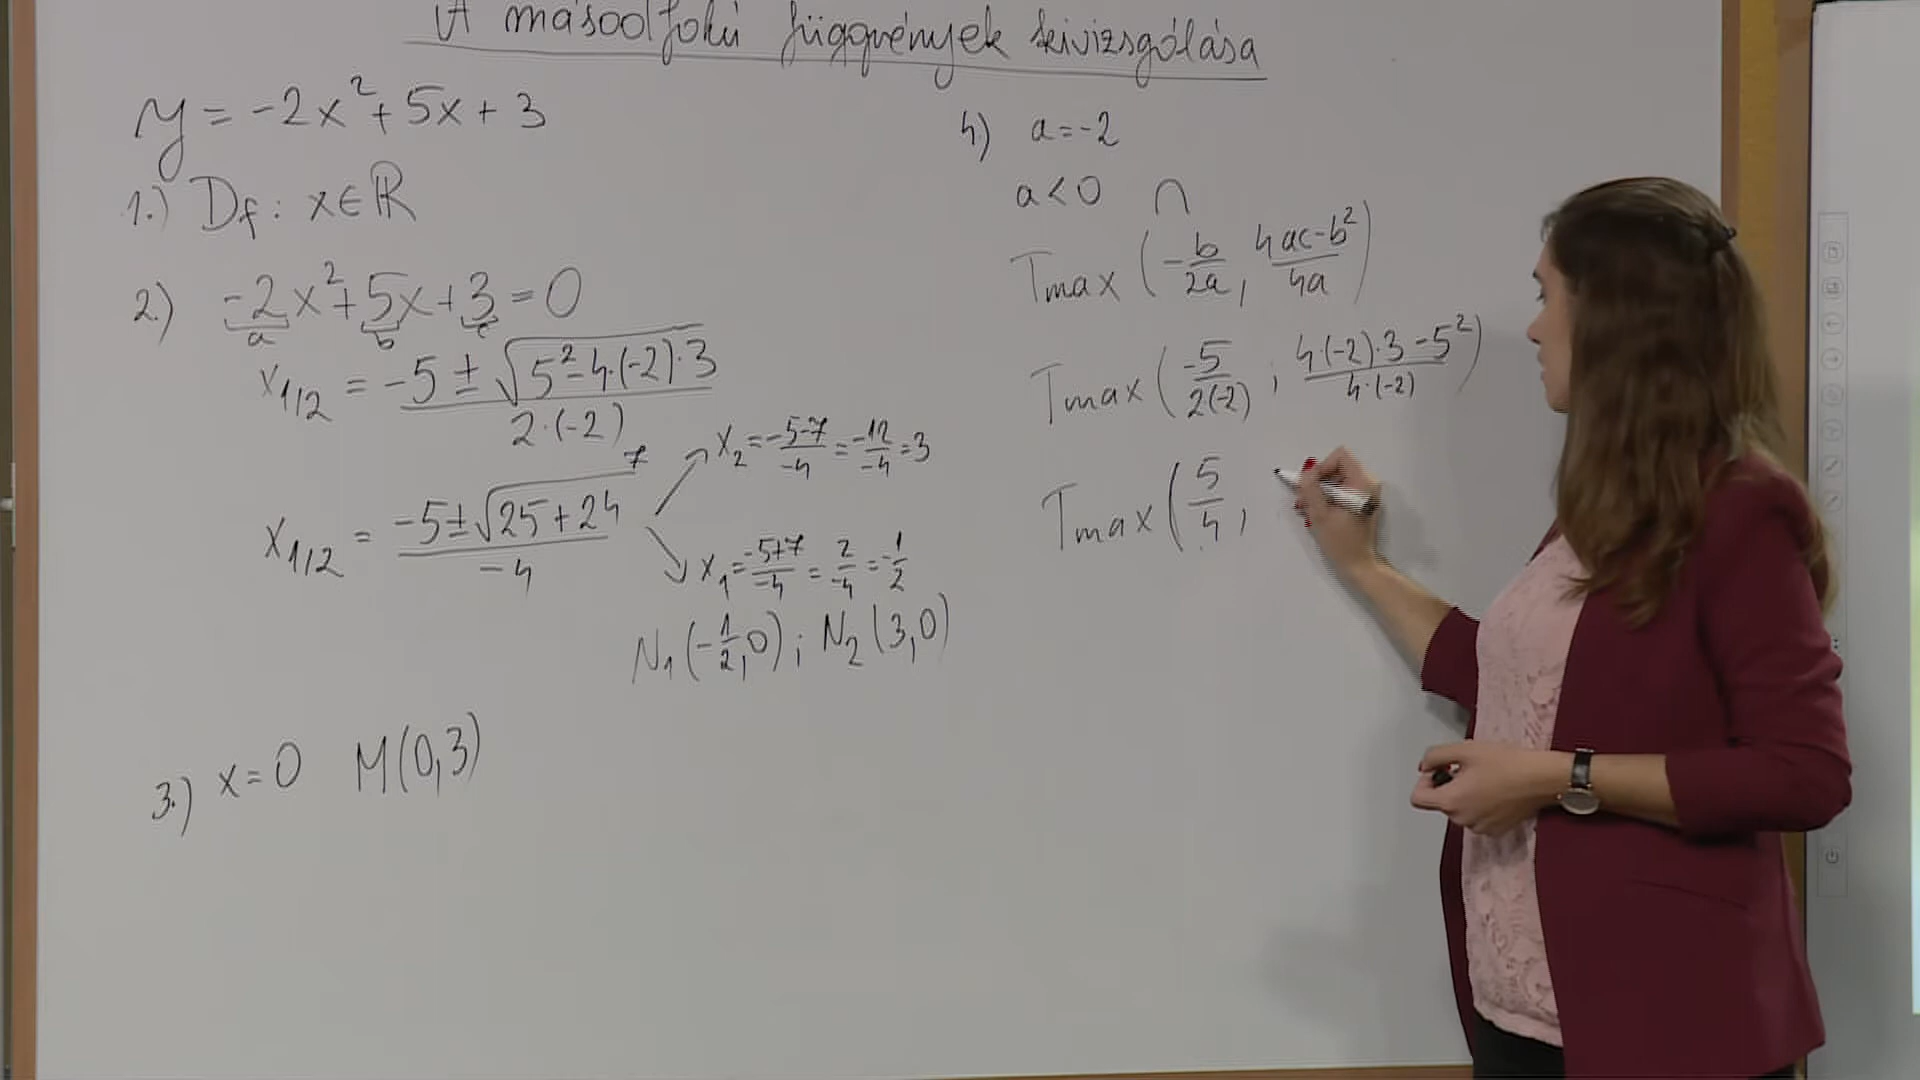 A másodfokú függvények kivizsgálása
y = -2x² + 5x + 3
1.) Df: x∈ℝ
2.) -2x² + 5x + 3 = 0
a b c
x1/2 = (-5 ± √(5² - 4·(-2)·3)) / (2·(-2))
x1/2 = (-5 ± √(25 + 24)) / -4
7
x₂ = (-5-7)/-4 = -12/-4 = 3
x₁ = (-5+7)/-4 = 2/-4 = -1/2
N₁(-1/2, 0) ; N₂(3,0)
3.) x = 0 M(0,3)
4) a = -2
a < 0 ∩
Tmax (-b/2a, (4ac-b²)/4a)
Tmax (-5/2(-2) ; (4·(-2)·3 - 5²)/4·(-2))
Tmax (5/4,